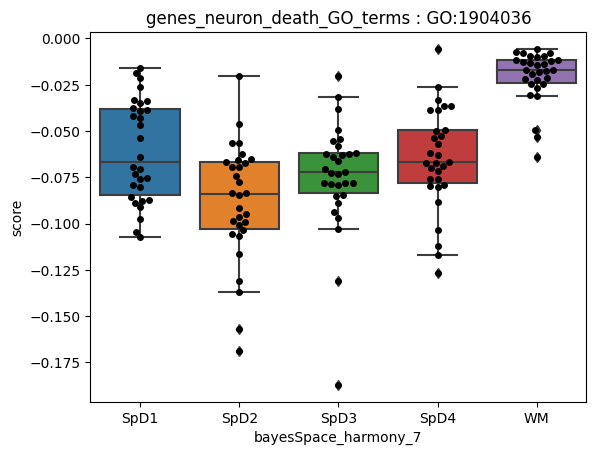 genes_neuron_death_GO_terms : GO:1904036
0.000
−0.025
−0.050
−0.075
−0.100
−0.125
−0.150
−0.175
score
SpD1 SpD2 SpD3 SpD4 WM
bayesSpace_harmony_7